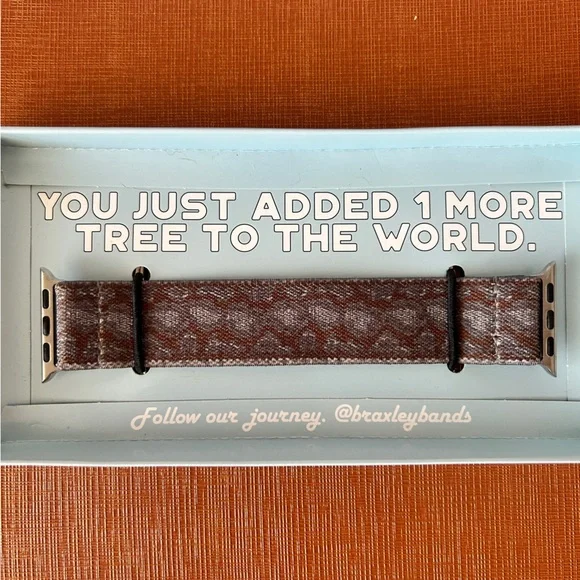 YOU JUST ADDED 1 MORE
TREE TO THE WORLD.
Follow our journey. @braxleybands